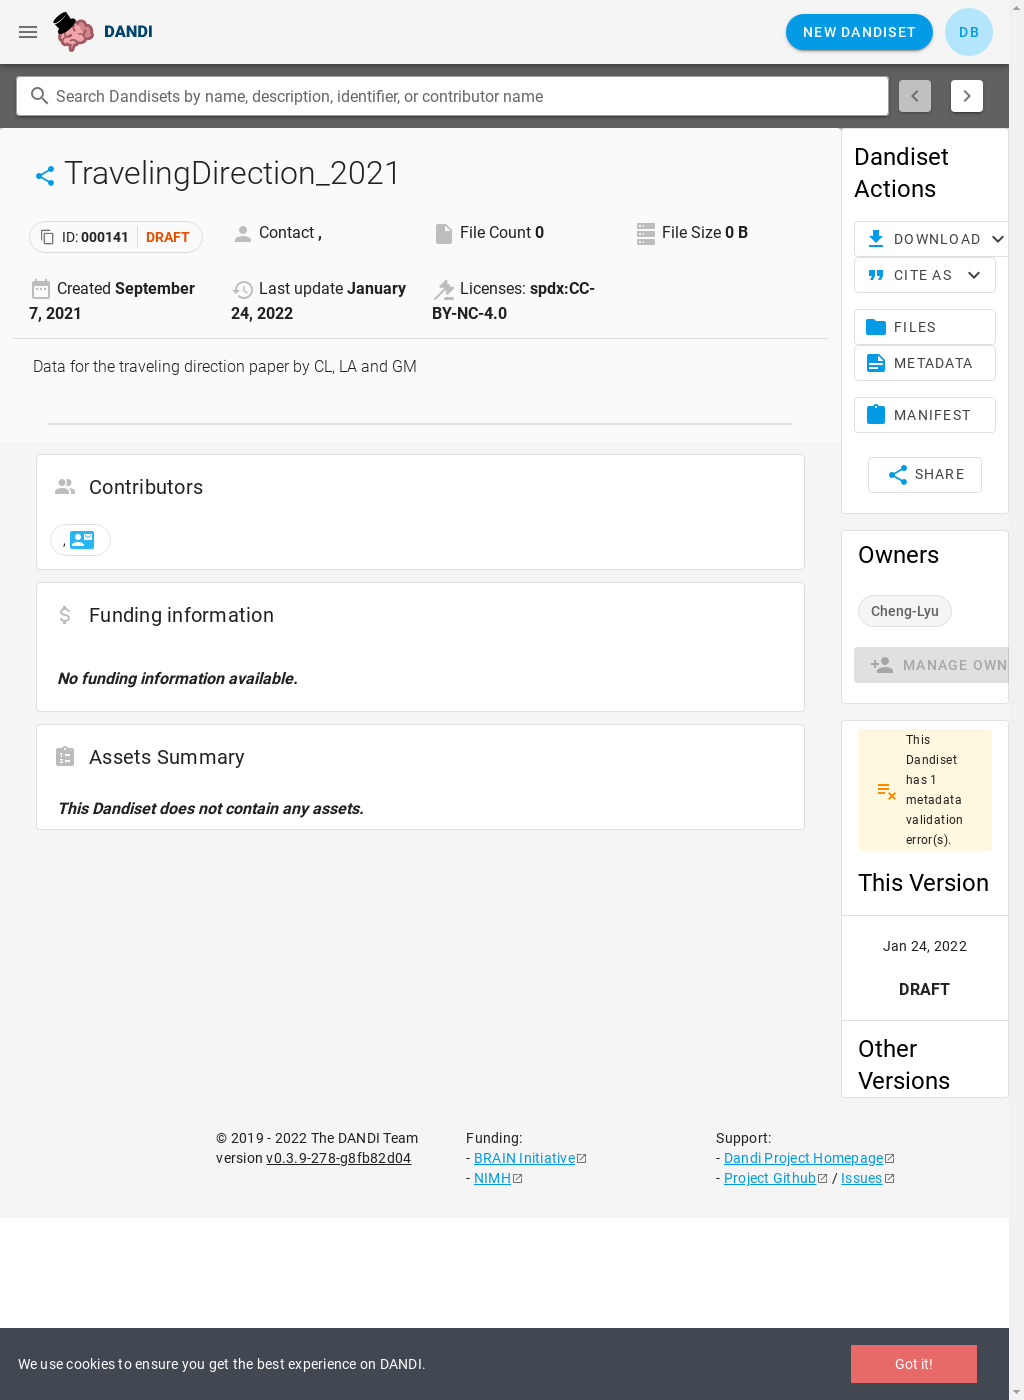 DANDI
NEW DANDISET
DB
Search Dandisets by name, description, identifier, or contributor name
TravelingDirection_2021
ID: 000141 DRAFT
Contact ,
File Count 0
File Size 0 B
Created September
7, 2021
Last update January
24, 2022
Licenses: spdx:CC-
BY-NC-4.0
Data for the traveling direction paper by CL, LA and GM
Contributors
,
Funding information
No funding information available.
Assets Summary
This Dandiset does not contain any assets.
Dandiset
Actions
DOWNLOAD
CITE AS
FILES
METADATA
MANIFEST
SHARE
Owners
Cheng-Lyu
MANAGE OWN
This
Dandiset
has 1
metadata
validation
error(s).
This Version
Jan 24, 2022
DRAFT
Other
Versions
© 2019 - 2022 The DANDI Team
version v0.3.9-278-g8fb82d04
Funding:
- BRAIN Initiative
- NIMH
Support:
- Dandi Project Homepage
- Project Github / Issues
We use cookies to ensure you get the best experience on DANDI.
Got it!